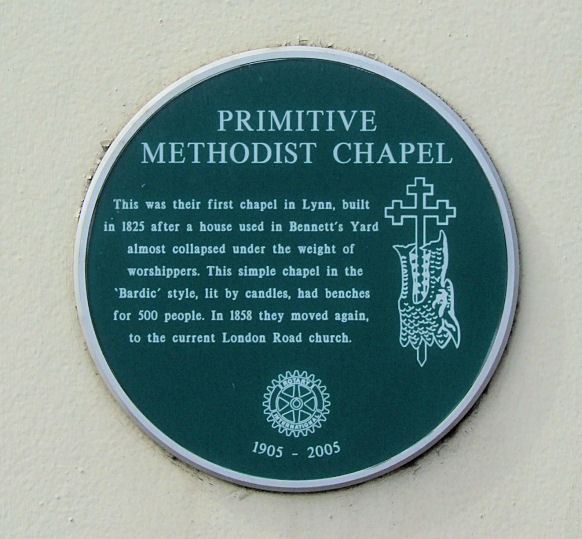 PRIMITIVE
METHODIST CHAPEL
This was their first chapel in Lynn, built
in 1825 after a house used in Bennett's Yard
almost collapsed under the weight of
worshippers. This simple chapel in the
'Bardic' style, lit by candles, had benches
for 500 people. In 1858 they moved again,
to the current London Road church.
ROTARY
INTERNATIONAL
1905 - 2005